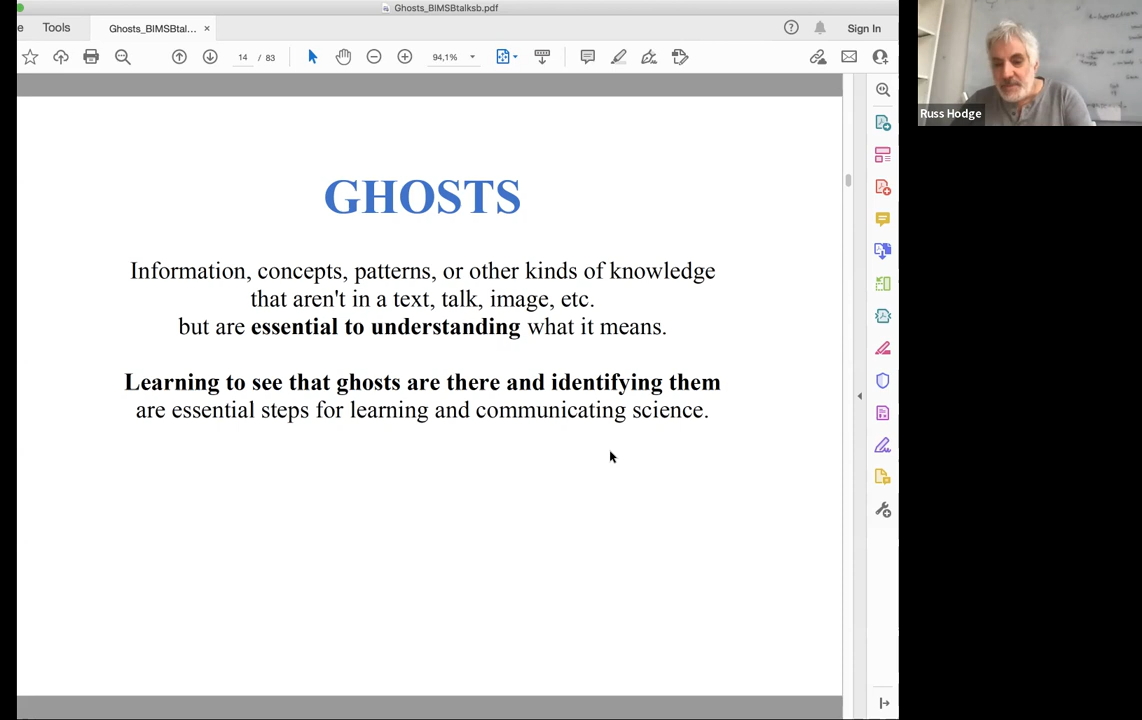 Ghosts_BIMSBtalksb.pdf
e Tools Ghosts_BIMSBtal... × Sign In
14 / 83 94,1%
Russ Hodge
GHOSTS
Information, concepts, patterns, or other kinds of knowledge
that aren't in a text, talk, image, etc.
but are essential to understanding what it means.
Learning to see that ghosts are there and identifying them
are essential steps for learning and communicating science.